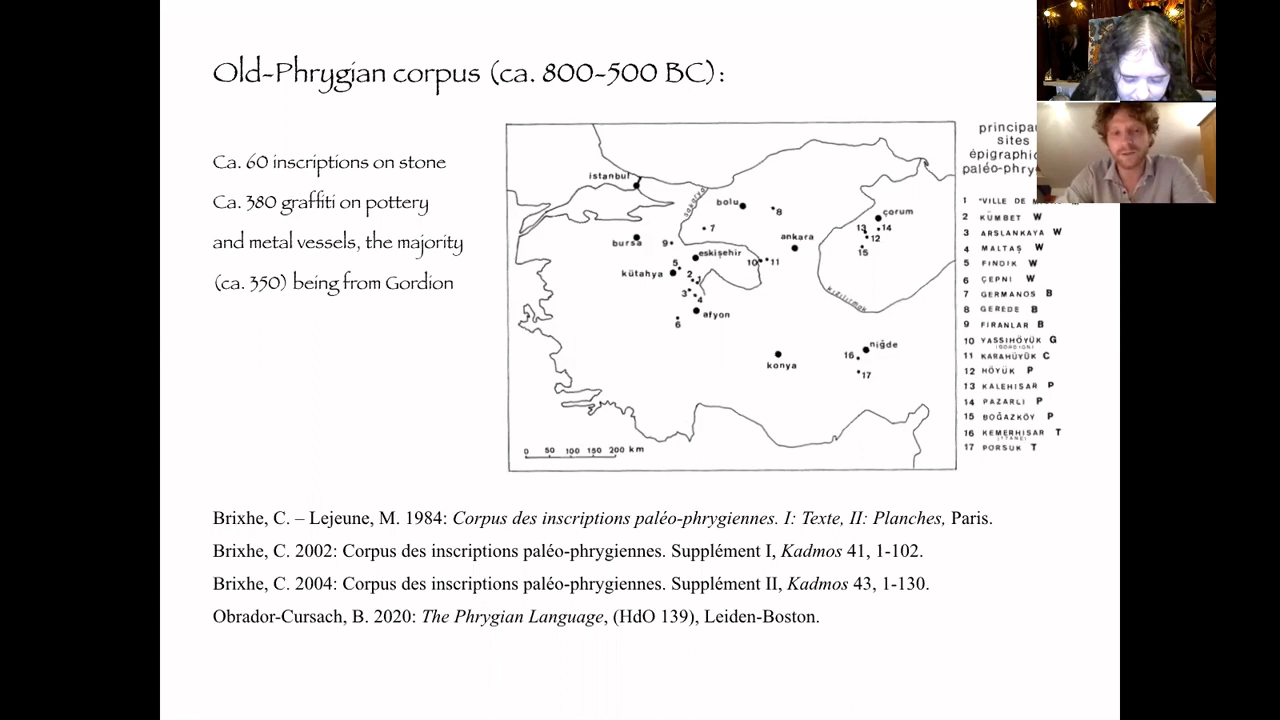 Old-Phrygian corpus (ca. 800-500 BC):
Ca. 60 inscriptions on stone
Ca. 380 graffiti on pottery
and metal vessels, the majority
(ca. 350) being from Gordion
istanbul
bolu
8
sakarya
7
bursa
9
eskişehir
ankara
çorum
13
14
12
15
10
11
5
kütahya
2
1
3
4
afyon
6
kızılırmak
konya
niğde
16
17
0 50 100 150 200 km
sites
1 "VILLE DE
2 KÜMBET W
3 ARSLANKAYA W
4 MALTAŞ W
5 FINDIK W
6 ÇEPNI W
7 GERMANOS B
8 GEREDE B
9 FIRANLAR B
10 YASSIHÖYÜK G
(GORDION)
11 KARAHÜYÜK C
12 HÖYÜK P
13 KALEHISAR P
14 PAZARLI P
15 BOĞAZKÖY P
16 KEMERHISAR T
(TYANE)
17 PORSUK T
Brixhe, C. – Lejeune, M. 1984: Corpus des inscriptions paléo-phrygiennes. I: Texte, II: Planches, Paris.
Brixhe, C. 2002: Corpus des inscriptions paléo-phrygiennes. Supplément I, Kadmos 41, 1-102.
Brixhe, C. 2004: Corpus des inscriptions paléo-phrygiennes. Supplément II, Kadmos 43, 1-130.
Obrador-Cursach, B. 2020: The Phrygian Language, (HdO 139), Leiden-Boston.